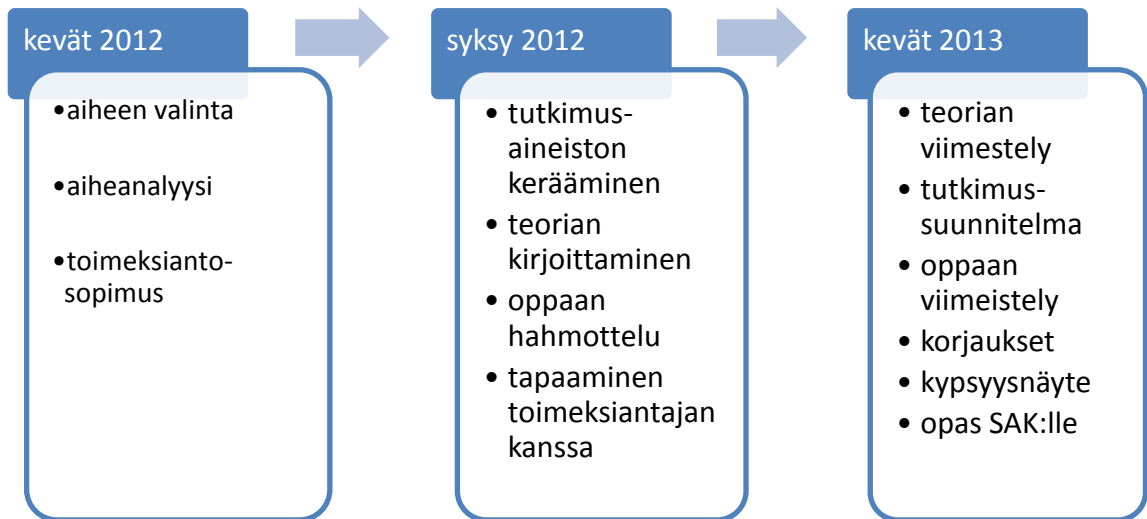 kevät 2012
•aiheen valinta
•aiheanalyysi
•toimeksianto-
sopimus
syksy 2012
• tutkimus-
aineiston
kerääminen
• teorian
kirjoittaminen
• oppaan
hahmottelu
• tapaaminen
toimeksiantajan
kanssa
kevät 2013
• teorian
viimestely
• tutkimus-
suunnitelma
• oppaan
viimeistely
• korjaukset
• kypsyysnäyte
• opas SAK:lle